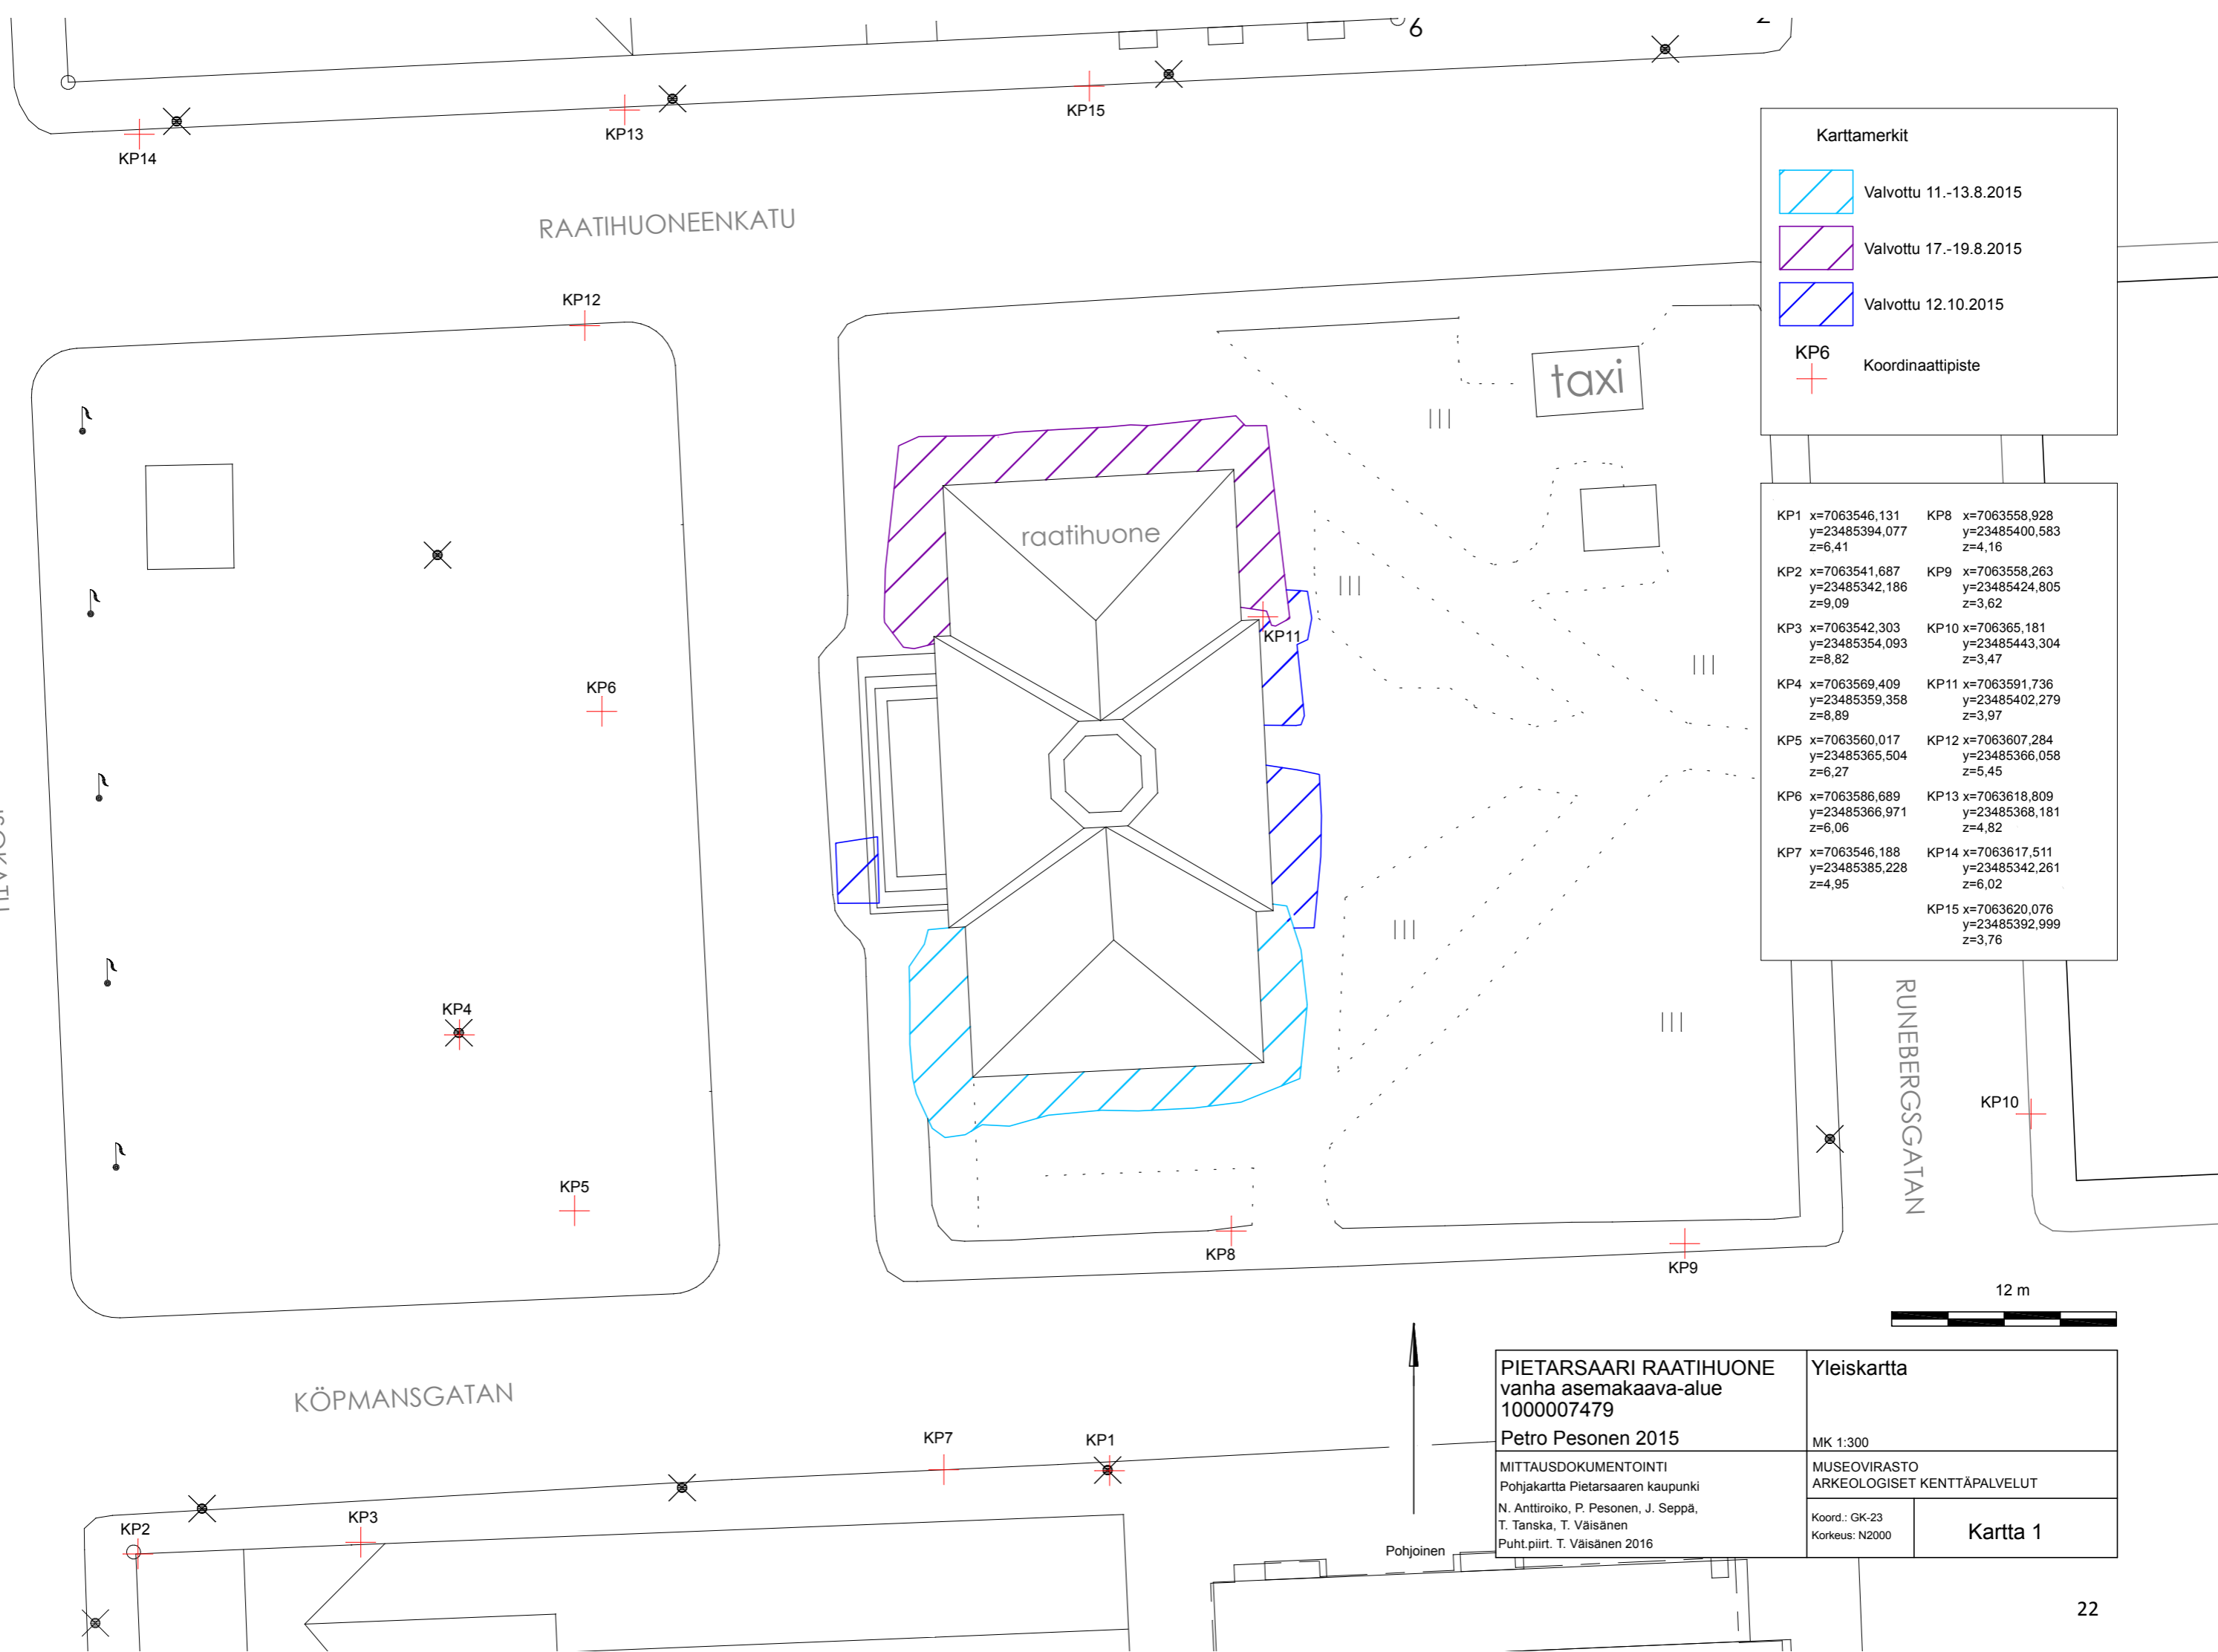 6
KP15
KP13
KP14
RAATIHUONEENKATU
KP12
taxi
raatihuone
KP11
KP6
KP4
KP5
KP8
KP9
KP10
RUNEBERGSGATAN
KÖPMANSGATAN
KP7
KP1
KP3
KP2
Pohjoinen
Karttamerkit
Valvottu 11.-13.8.2015
Valvottu 17.-19.8.2015
Valvottu 12.10.2015
KP6
Koordinaattipiste
KP1 x=7063546,131
y=23485394,077
z=6,41
KP2 x=7063541,687
y=23485342,186
z=9,09
KP3 x=7063542,303
y=23485354,093
z=8,82
KP4 x=7063569,409
y=23485359,358
z=8,89
KP5 x=7063560,017
y=23485365,504
z=6,27
KP6 x=7063586,689
y=23485366,971
z=6,06
KP7 x=7063546,188
y=23485385,228
z=4,95
KP8 x=7063558,928
y=23485400,583
z=4,16
KP9 x=7063558,263
y=23485424,805
z=3,62
KP10 x=706365,181
y=23485443,304
z=3,47
KP11 x=7063591,736
y=23485402,279
z=3,97
KP12 x=7063607,284
y=23485366,058
z=5,45
KP13 x=7063618,809
y=23485368,181
z=4,82
KP14 x=7063617,511
y=23485342,261
z=6,02
KP15 x=7063620,076
y=23485392,999
z=3,76
12 m
PIETARSAARI RAATIHUONE
vanha asemakaava-alue
1000007479
Petro Pesonen 2015
Yleiskartta
MK 1:300
MITTAUSDOKUMENTOINTI
Pohjakartta Pietarsaaren kaupunki
N. Anttiroiko, P. Pesonen, J. Seppä,
T. Tanska, T. Väisänen
Puht.piirt. T. Väisänen 2016
MUSEOVIRASTO
ARKEOLOGISET KENTTÄPALVELUT
Koord.: GK-23
Korkeus: N2000
Kartta 1
22